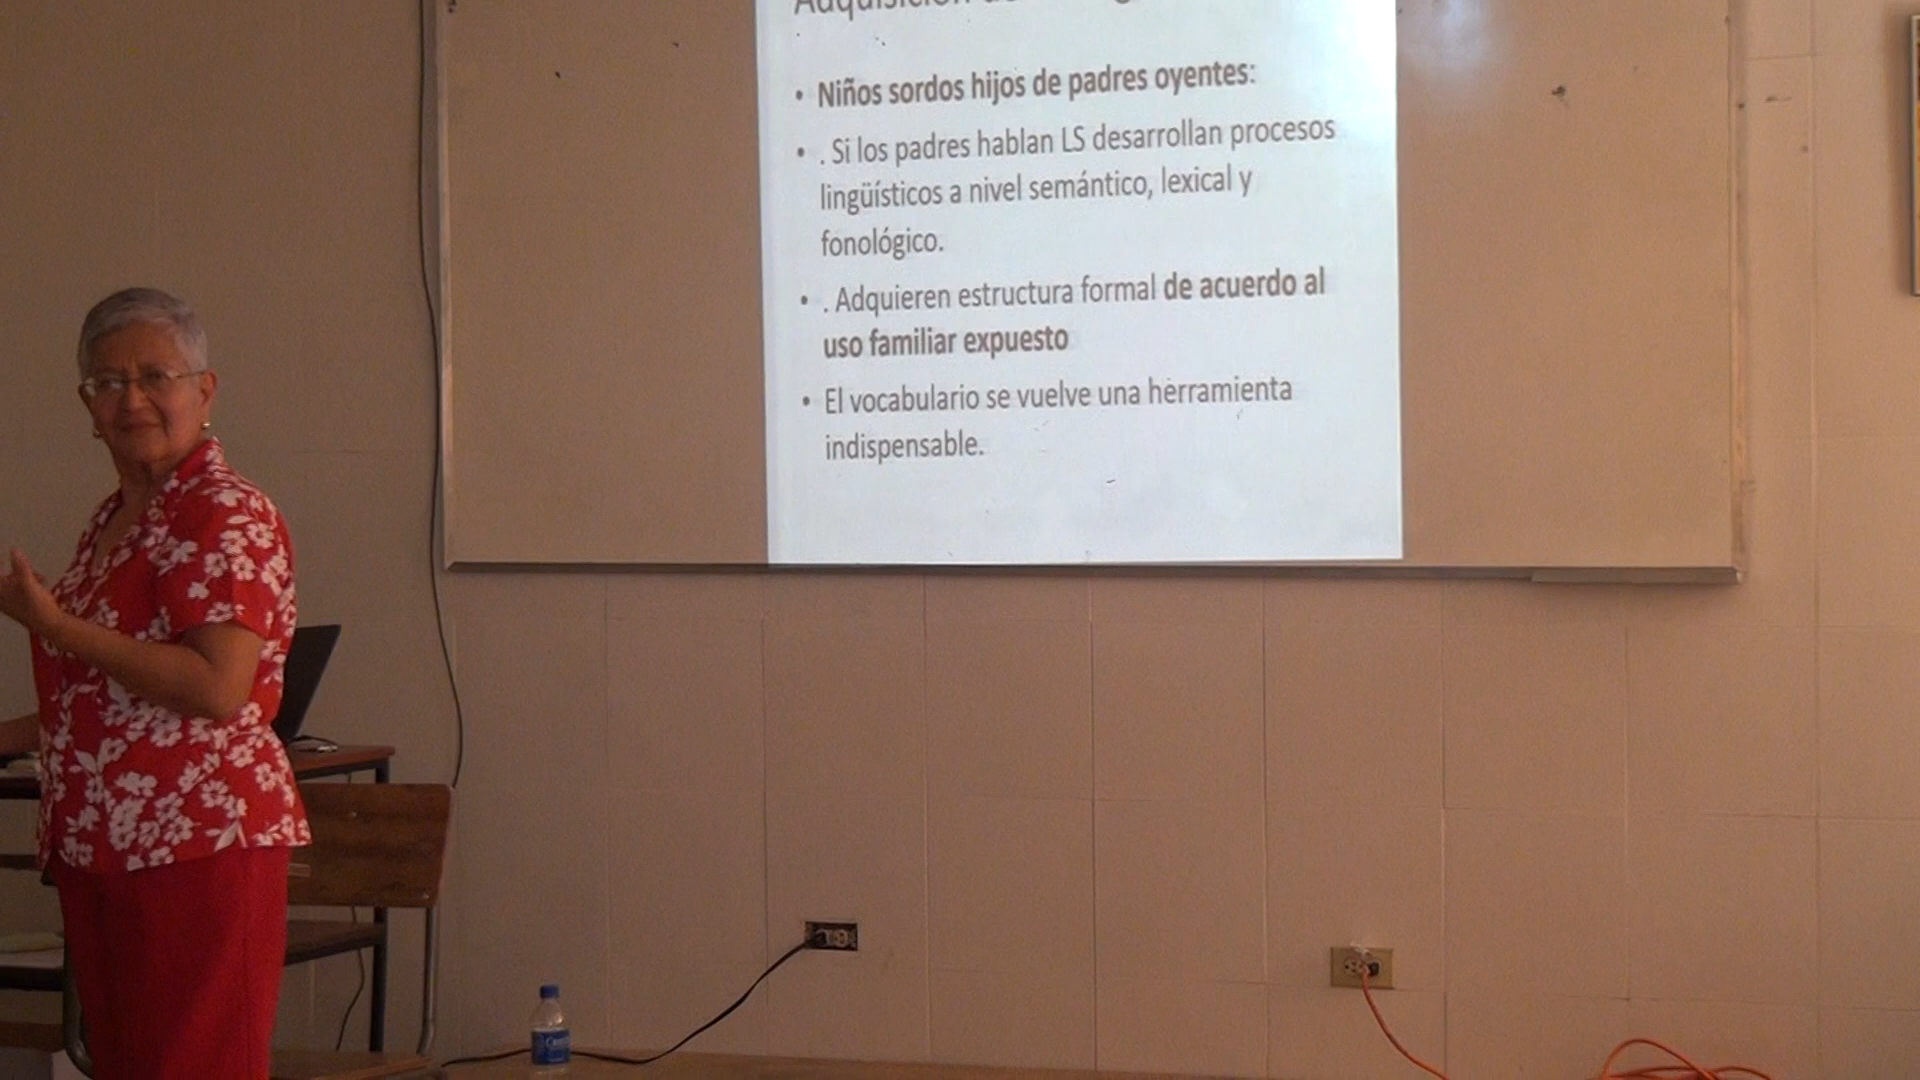 Adquisición
• Niños sordos hijos de padres oyentes:
• . Si los padres hablan LS desarrollan procesos
lingüísticos a nivel semántico, lexical y
fonológico.
• . Adquieren estructura formal de acuerdo al
uso familiar expuesto
• El vocabulario se vuelve una herramienta
indispensable.